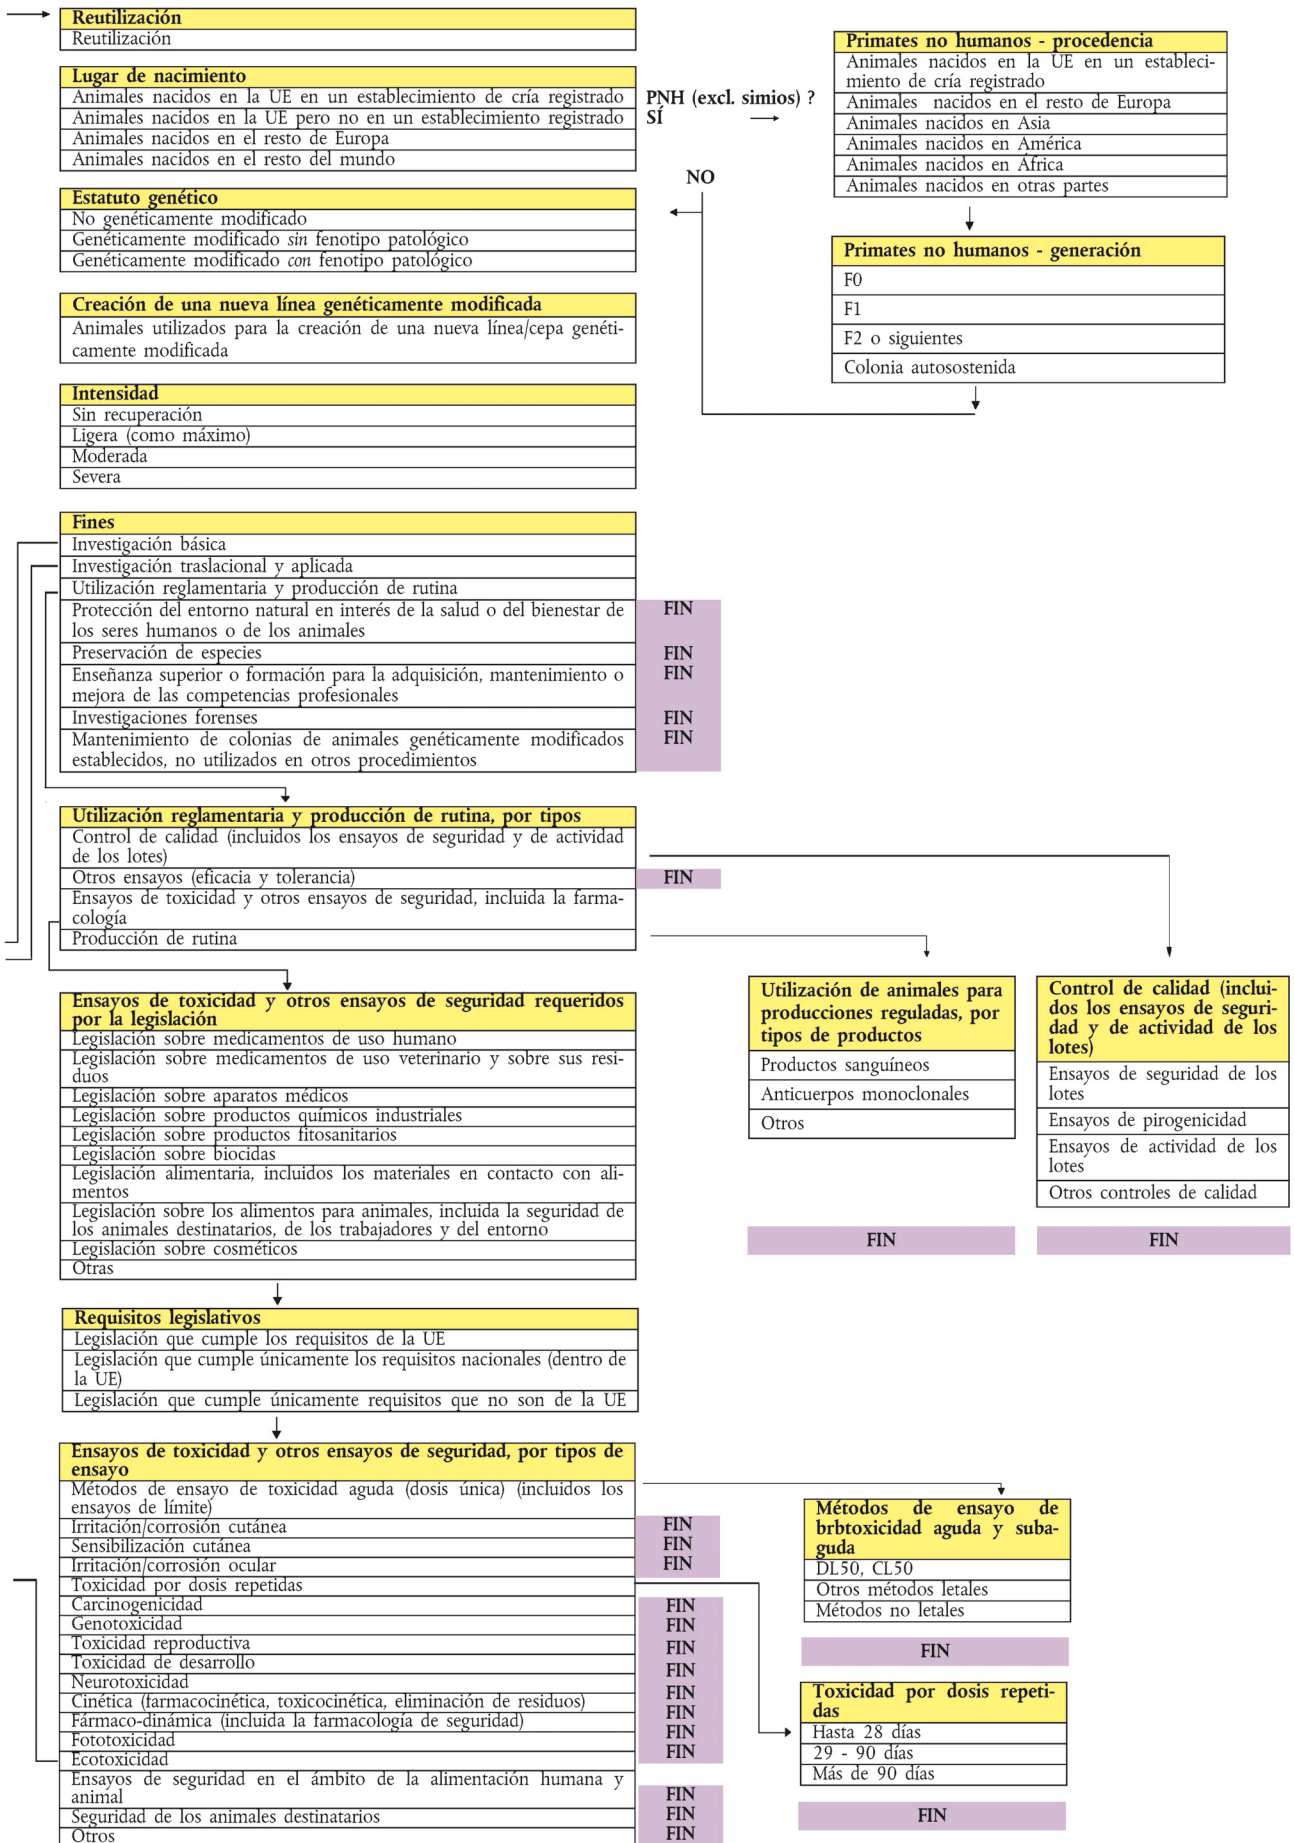 Reutilización
Reutilización
Lugar de nacimiento
Animales nacidos en la UE en un establecimiento de cría registrado
Animales nacidos en la UE pero no en un establecimiento registrado
Animales nacidos en el resto de Europa
Animales nacidos en el resto del mundo
PNH (excl. simios) ?
SÍ
NO
Primates no humanos - procedencia
Animales nacidos en la UE en un estableci-
miento de cría registrado
Animales nacidos en el resto de Europa
Animales nacidos en Asia
Animales nacidos en América
Animales nacidos en África
Animales nacidos en otras partes
Primates no humanos - generación
F0
F1
F2 o siguientes
Colonia autosostenida
Estatuto genético
No genéticamente modificado
Genéticamente modificado sin fenotipo patológico
Genéticamente modificado con fenotipo patológico
Creación de una nueva línea genéticamente modificada
Animales utilizados para la creación de una nueva línea/cepa genéti-
camente modificada
Intensidad
Sin recuperación
Ligera (como máximo)
Moderada
Severa
Fines
Investigación básica
Investigación traslacional y aplicada
Utilización reglamentaria y producción de rutina
Protección del entorno natural en interés de la salud o del bienestar de FIN
los seres humanos o de los animales
Preservación de especies FIN
Enseñanza superior o formación para la adquisición, mantenimiento o FIN
mejora de las competencias profesionales
Investigaciones forenses FIN
Mantenimiento de colonias de animales genéticamente modificados FIN
establecidos, no utilizados en otros procedimientos
Utilización reglamentaria y producción de rutina, por tipos
Control de calidad (incluidos los ensayos de seguridad y de actividad
de los lotes)
Otros ensayos (eficacia y tolerancia) FIN
Ensayos de toxicidad y otros ensayos de seguridad, incluida la farma-
cología
Producción de rutina
Utilización de animales para
producciones reguladas, por
tipos de productos
Productos sanguíneos
Anticuerpos monoclonales
Otros
FIN
Control de calidad (inclui-
dos los ensayos de seguri-
dad y de actividad de los
lotes)
Ensayos de seguridad de los
lotes
Ensayos de pirogenicidad
Ensayos de actividad de los
lotes
Otros controles de calidad
FIN
Ensayos de toxicidad y otros ensayos de seguridad requeridos
por la legislación
Legislación sobre medicamentos de uso humano
Legislación sobre medicamentos de uso veterinario y sobre sus resi-
duos
Legislación sobre aparatos médicos
Legislación sobre productos químicos industriales
Legislación sobre productos fitosanitarios
Legislación sobre biocidas
Legislación alimentaria, incluidos los materiales en contacto con ali-
mentos
Legislación sobre los alimentos para animales, incluida la seguridad de
los animales destinatarios, de los trabajadores y del entorno
Legislación sobre cosméticos
Otras
Requisitos legislativos
Legislación que cumple los requisitos de la UE
Legislación que cumple únicamente los requisitos nacionales (dentro de
la UE)
Legislación que cumple únicamente requisitos que no son de la UE
Ensayos de toxicidad y otros ensayos de seguridad, por tipos de
ensayo
Métodos de ensayo de toxicidad aguda (dosis única) (incluidos los
ensayos de límite)
Irritación/corrosión cutánea FIN
Sensibilización cutánea FIN
Irritación/corrosión ocular FIN
Toxicidad por dosis repetidas
Carcinogenicidad FIN
Genotoxicidad FIN
Toxicidad reproductiva FIN
Toxicidad de desarrollo FIN
Neurotoxicidad FIN
Cinética (farmacocinética, toxicocinética, eliminación de residuos) FIN
Fármaco-dinámica (incluida la farmacología de seguridad) FIN
Fototoxicidad FIN
Ecotoxicidad
Ensayos de seguridad en el ámbito de la alimentación humana y
animal FIN
Seguridad de los animales destinatarios FIN
Otros FIN
Métodos de ensayo de
brbtoxicidad aguda y suba-
guda
DL50, CL50
Otros métodos letales
Métodos no letales
FIN
Toxicidad por dosis repeti-
das
Hasta 28 días
29 - 90 días
Más de 90 días
FIN